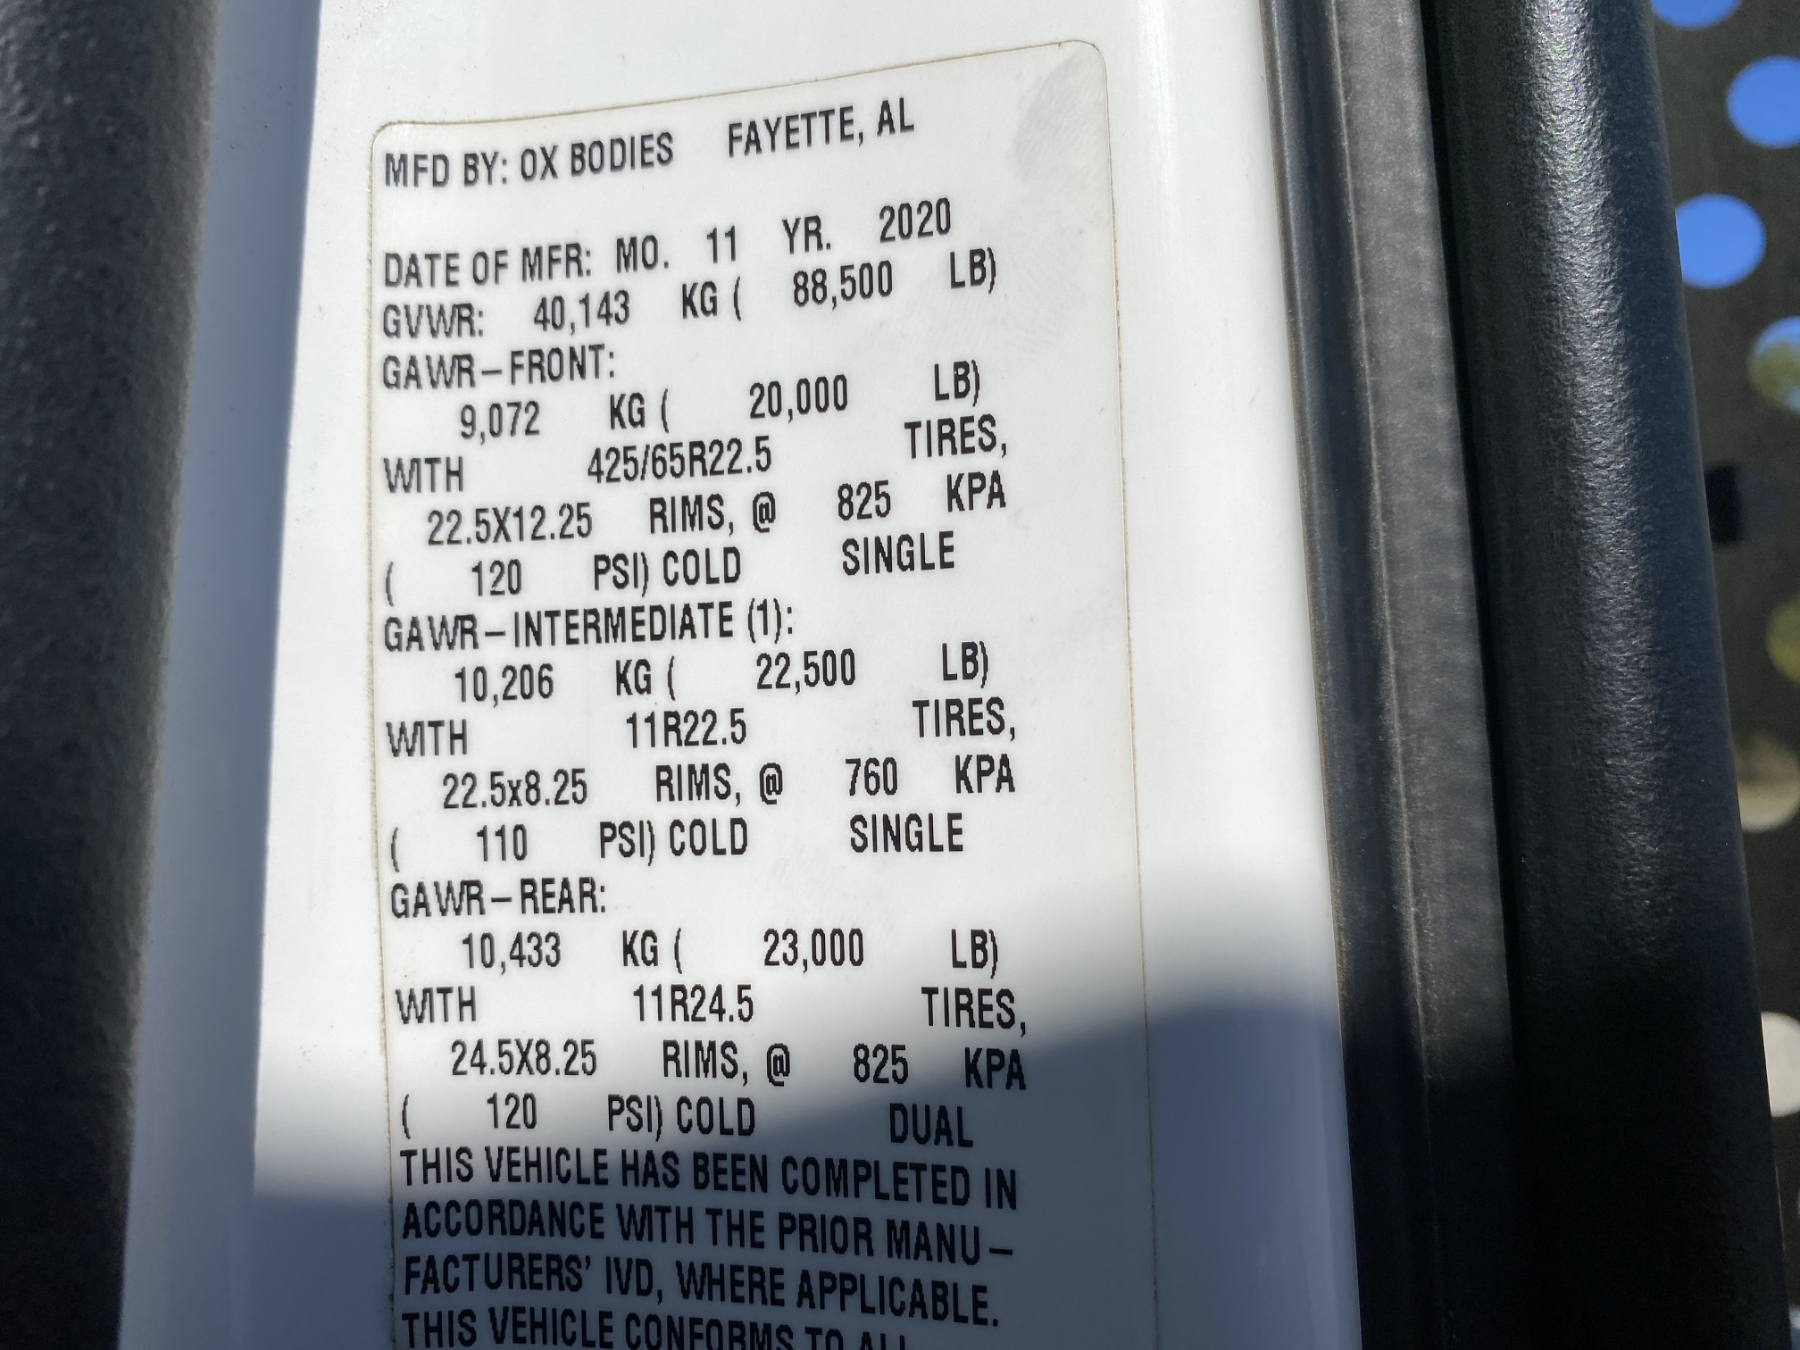 MFD BY: OX BODIES FAYETTE, AL
DATE OF MFR: MO. 11 YR. 2020
GVWR: 40,143 KG ( 88,500 LB)
GAWR-FRONT:
9,072 KG ( 20,000 LB)
WITH 425/65R22.5 TIRES,
22.5X12.25 RIMS, @ 825 KPA
( 120 PSI) COLD SINGLE
GAWR-INTERMEDIATE (1):
10,206 KG ( 22,500 LB)
WITH 11R22.5 TIRES,
22.5x8.25 RIMS, @ 760 KPA
( 110 PSI) COLD SINGLE
GAWR-REAR:
10,433 KG ( 23,000 LB)
WITH 11R24.5 TIRES,
24.5X8.25 RIMS, @ 825 KPA
( 120 PSI) COLD DUAL
THIS VEHICLE HAS BEEN COMPLETED IN
ACCORDANCE WITH THE PRIOR MANU-
FACTURERS' IVD, WHERE APPLICABLE.
THIS VEHICLE CONFORMS TO ALL